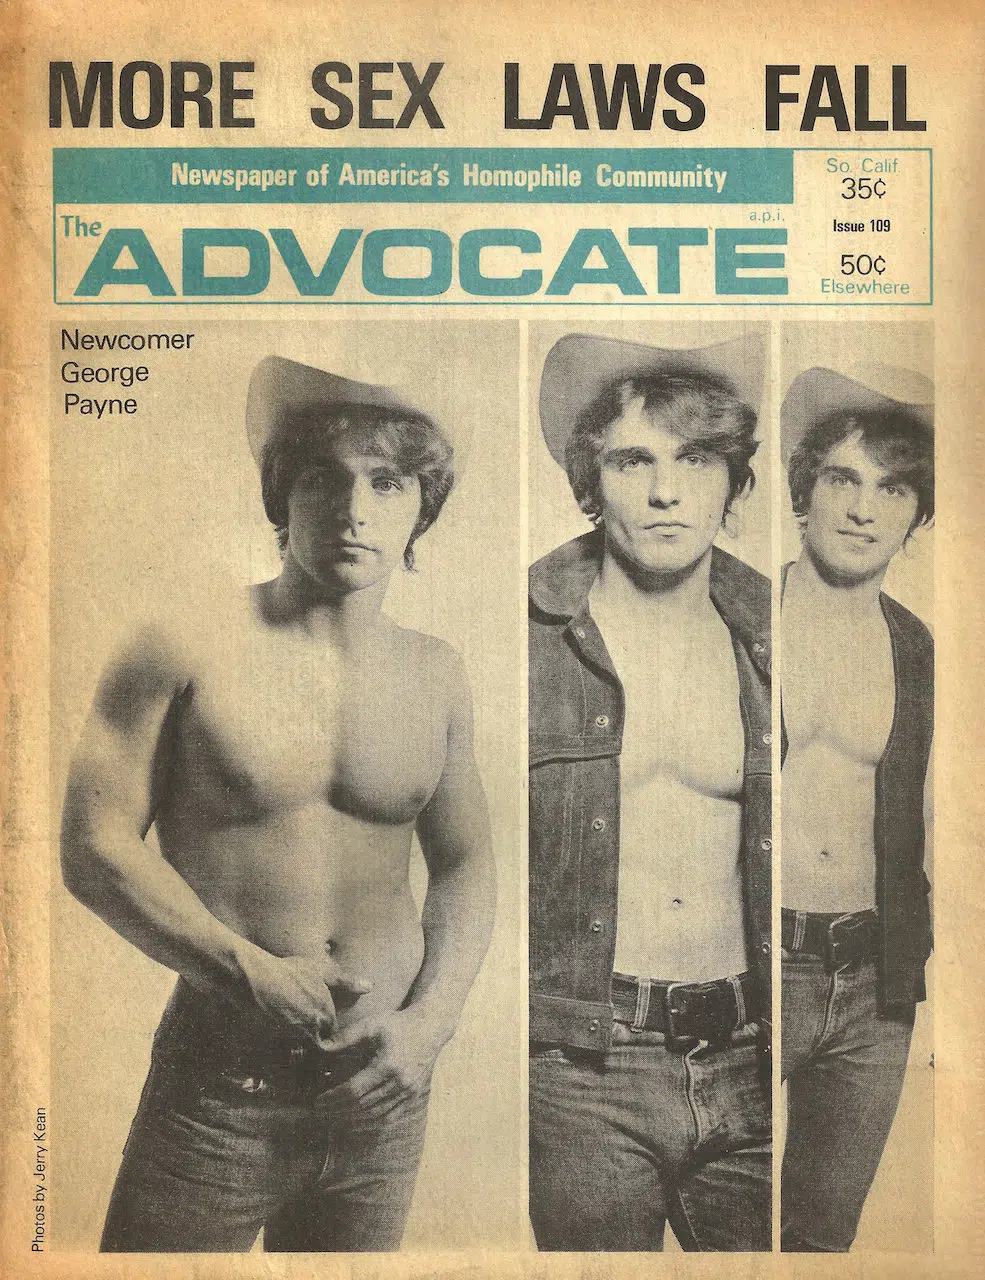 MORE SEX LAWS FALL
Newspaper of America's Homophile Community
The
ADVOCATE
a.p.i.
So. Calif.
35¢
Issue 109
50¢
Elsewhere
Newcomer
George
Payne
Photos by Jerry Kean